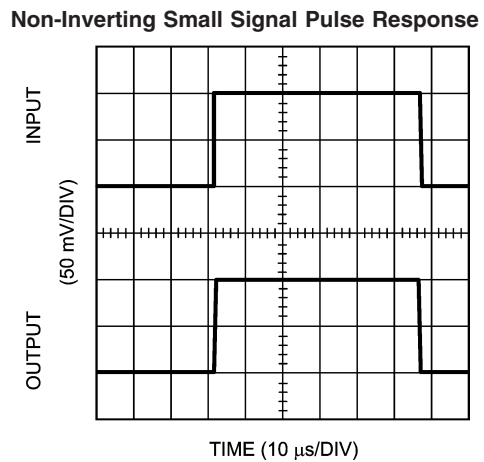 Non-Inverting Small Signal Pulse Response
INPUT
(50 mV/DIV)
OUTPUT
TIME (10 μs/DIV)